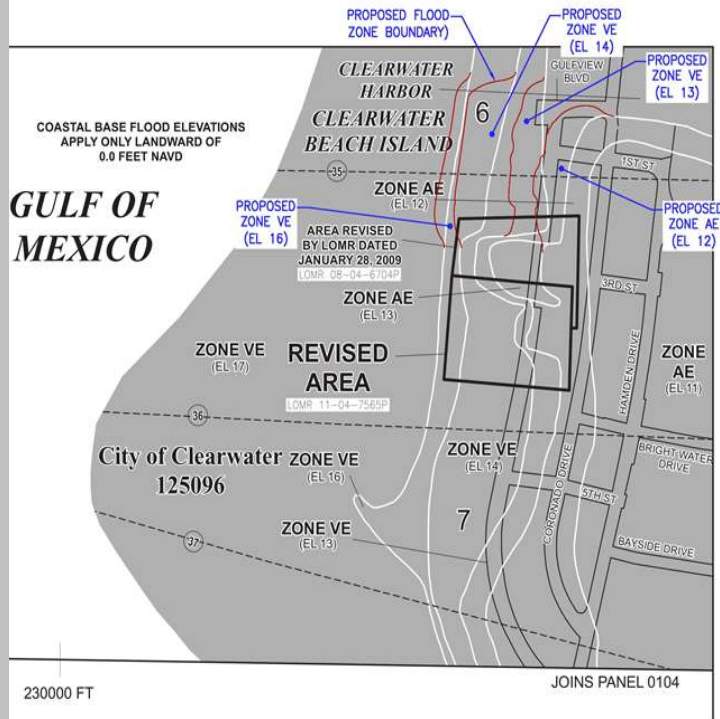 PROPOSED FLOOD
ZONE BOUNDARY)
PROPOSED
ZONE VE
(EL 14)
PROPOSED
ZONE VE
(EL 13)
GULFVIEW
BLVD
CLEARWATER
HARBOR
CLEARWATER
BEACH ISLAND
6
COASTAL BASE FLOOD ELEVATIONS
APPLY ONLY LANDWARD OF
0.0 FEET NAVD
35
1ST ST
GULF OF
MEXICO
ZONE AE
(EL 12)
PROPOSED
ZONE VE
(EL 16)
PROPOSED
ZONE AE
(EL 12)
AREA REVISED
BY LOMR DATED
JANUARY 28, 2009
LOMR 08-04-6704P
3RD ST
ZONE AE
(EL 13)
ZONE VE
(EL 17)
REVISED
AREA
LOMR 11-04-7565P
HAMDEN DRIVE
ZONE
AE
(EL 11)
36
City of Clearwater
125096
ZONE VE
(EL 16)
ZONE VE
(EL 14)
BRIGHT WATER
DRIVE
CORONADO DRIVE
5TH ST
7
37
ZONE VE
(EL 13)
BAYSIDE DRIVE
230000 FT
JOINS PANEL 0104